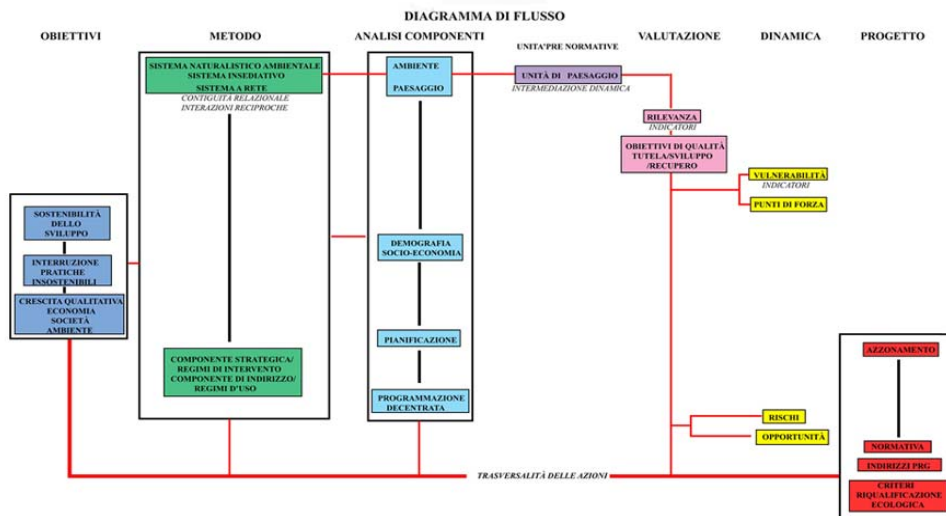 DIAGRAMMA DI FLUSSO
OBIETTIVI
METODO
ANALISI COMPONENTI
UNITA'PRE NORMATIVE
VALUTAZIONE
DINAMICA
PROGETTO
SOSTENIBILITÀ
DELLO
SVILUPPO
INTERRUZIONE
PRATICHE
INSOSTENIBILI
CRESCITA QUALITATIVA
ECONOMIA
SOCIETÀ
AMBIENTE
SISTEMA NATURALISTICO AMBIENTALE
SISTEMA INSEDIATIVO
SISTEMA A RETE
CONTIGUITÀ RELAZIONALE
INTERAZIONI RECIPROCHE
COMPONENTE STRATEGICA/
REGIMI DI INTERVENTO
COMPONENTE DI INDIRIZZO/
REGIMI D'USO
AMBIENTE
PAESAGGIO
DEMOGRAFIA
SOCIO-ECONOMIA
PIANIFICAZIONE
PROGRAMMAZIONE
DECENTRATA
UNITÀ DI PAESAGGIO
INTERMEDIAZIONE DINAMICA
RILEVANZA
INDICATORI
OBIETTIVI DI QUALITÀ
TUTELA/SVILUPPO
/RECUPERO
VULNERABILITÀ
INDICATORI
PUNTI DI FORZA
RISCHI
OPPORTUNITÀ
AZZONAMENTO
NORMATIVA
INDIRIZZI PRG
CRITERI
RIQUALIFICAZIONE
ECOLOGICA
TRASVERSALITÀ DELLE AZIONI